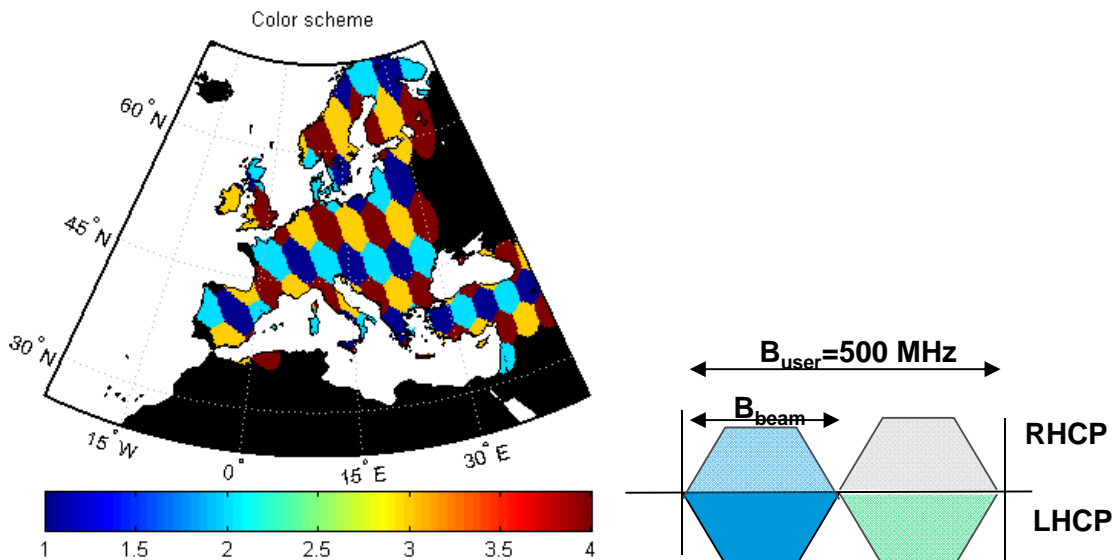 Color scheme
60°N
45°N
30°N
15°W
0°
15°E
30°E
1 1.5 2 2.5 3 3.5 4
B_user=500 MHz
B_beam
RHCP
LHCP